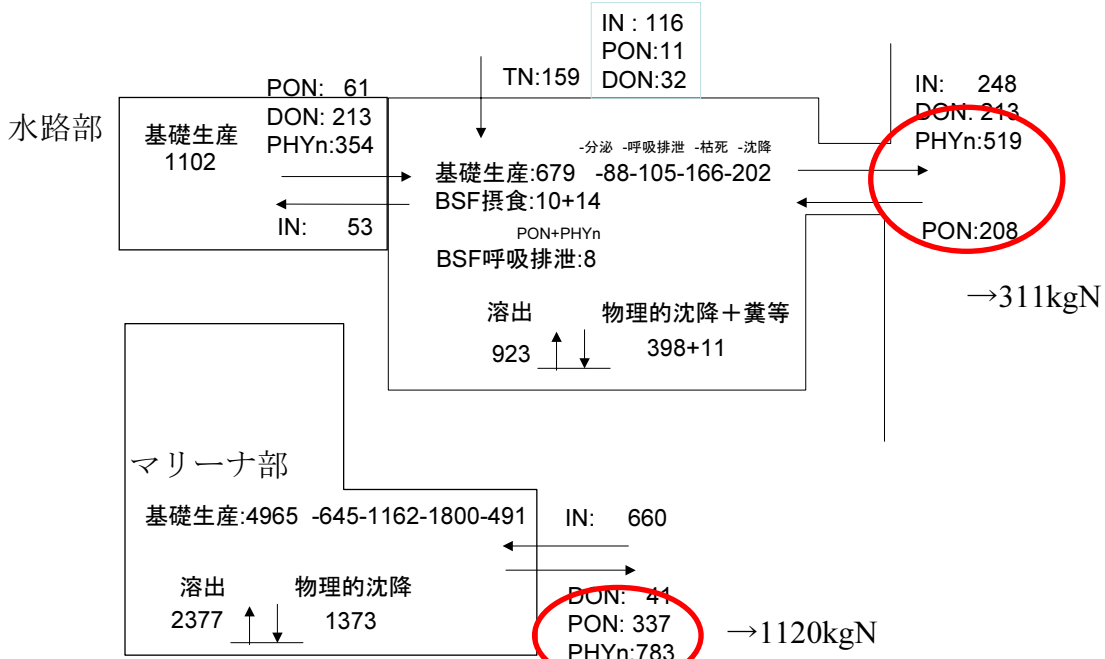 IN : 116
PON:11
DON:32
TN:159
水路部
基礎生産
1102
PON: 61
DON: 213
PHYn:354
IN: 53
-分泌 -呼吸排泄 -枯死 -沈降
基礎生産:679 -88-105-166-202
BSF摂食:10+14
PON+PHYn
BSF呼吸排泄:8
溶出
923
物理的沈降+糞等
398+11
IN: 248
DON: 213
PHYn:519
PON:208
→311kgN
マリーナ部
基礎生産:4965 -645-1162-1800-491
溶出
2377
物理的沈降
1373
IN: 660
DON: 41
PON: 337
PHYn:783
→1120kgN